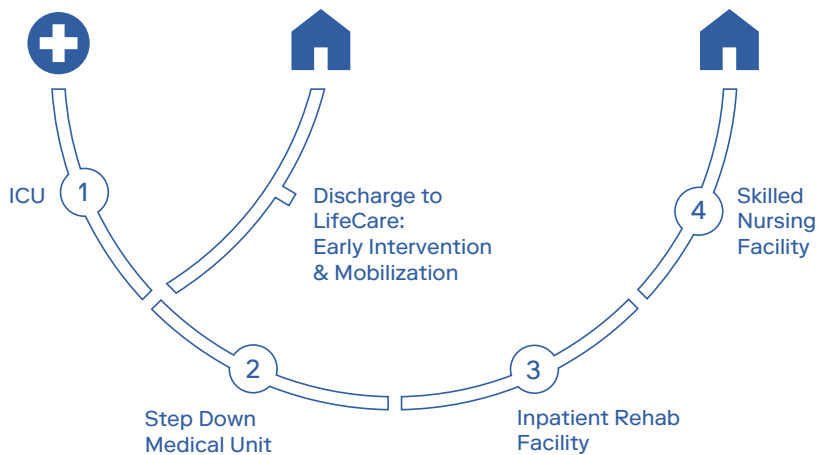 ICU
1
Discharge to
LifeCare:
Early Intervention
& Mobilization
2
Step Down
Medical Unit
3
Inpatient Rehab
Facility
4
Skilled
Nursing
Facility